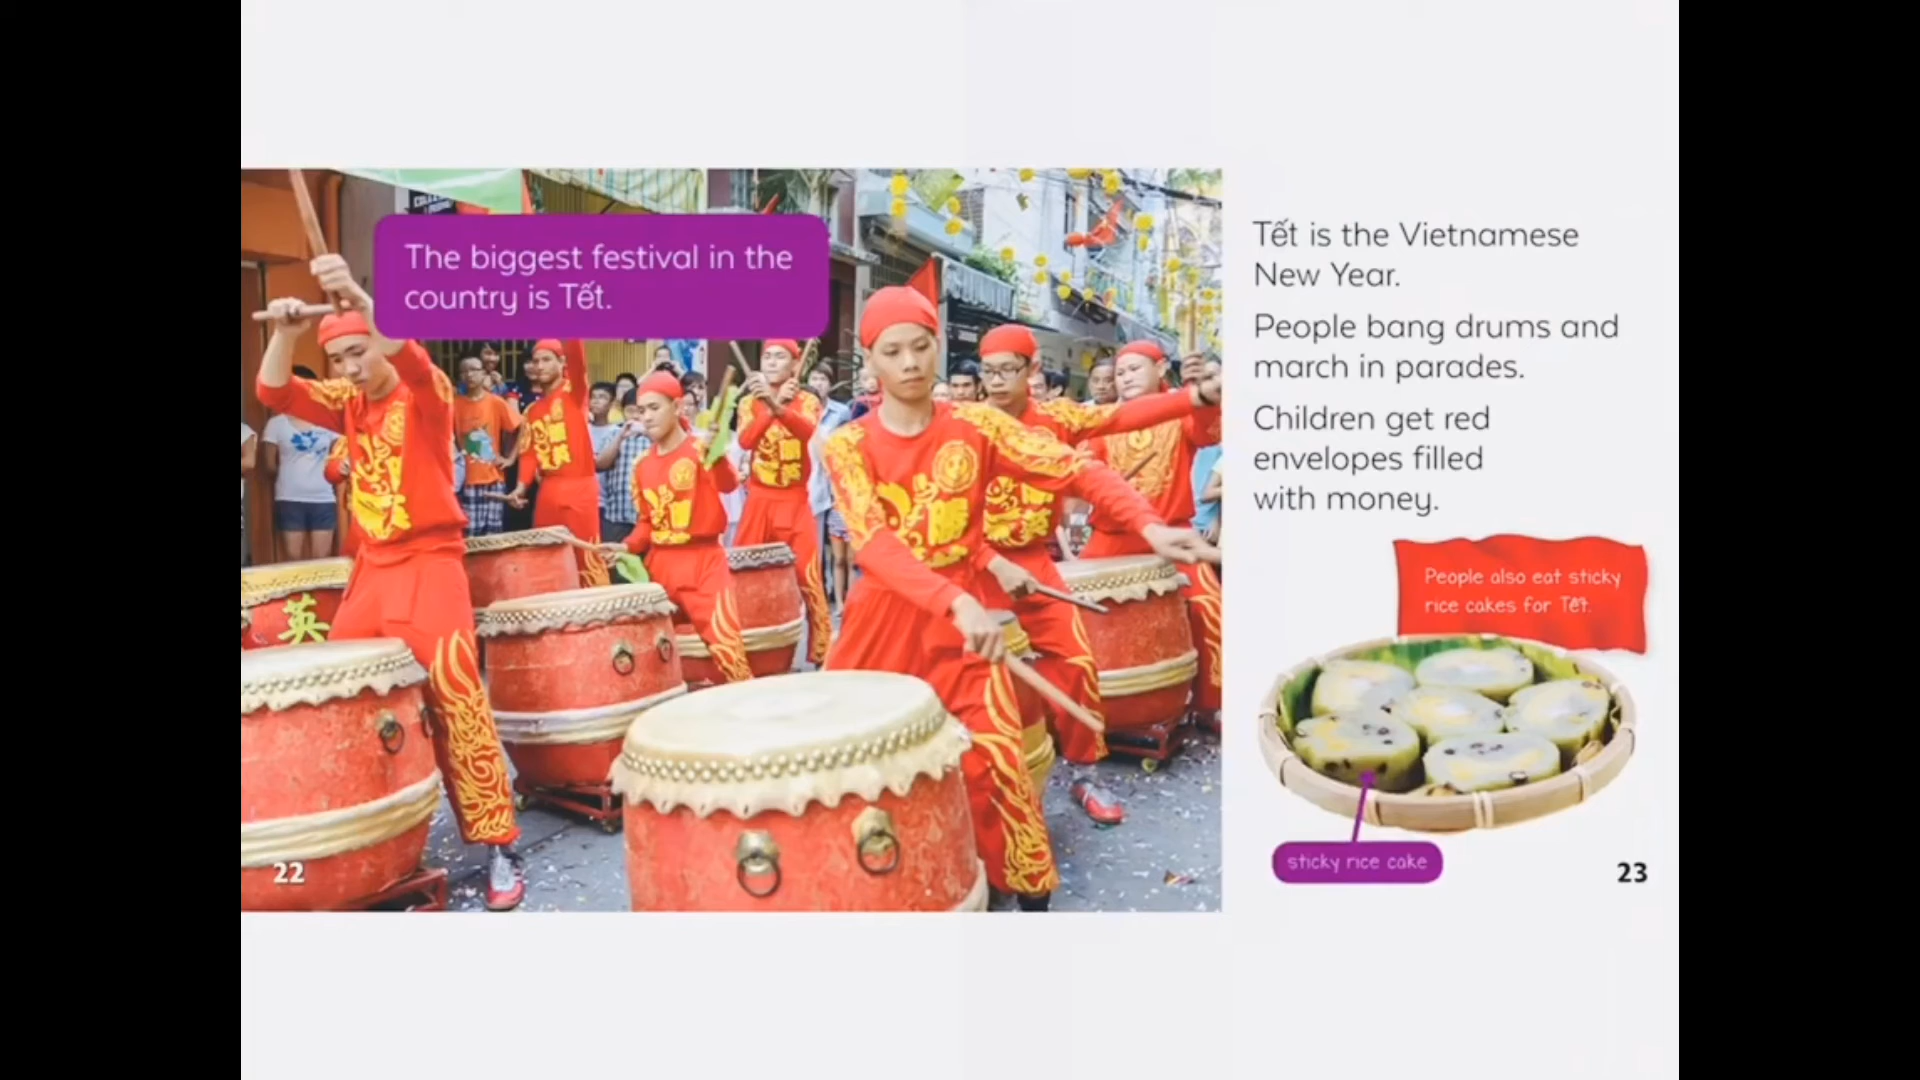 The biggest festival in the
country is Tết.
22
Tết is the Vietnamese
New Year.
People bang drums and
march in parades.
Children get red
envelopes filled
with money.
People also eat sticky
rice cakes for Tết.
sticky rice cake
23
英